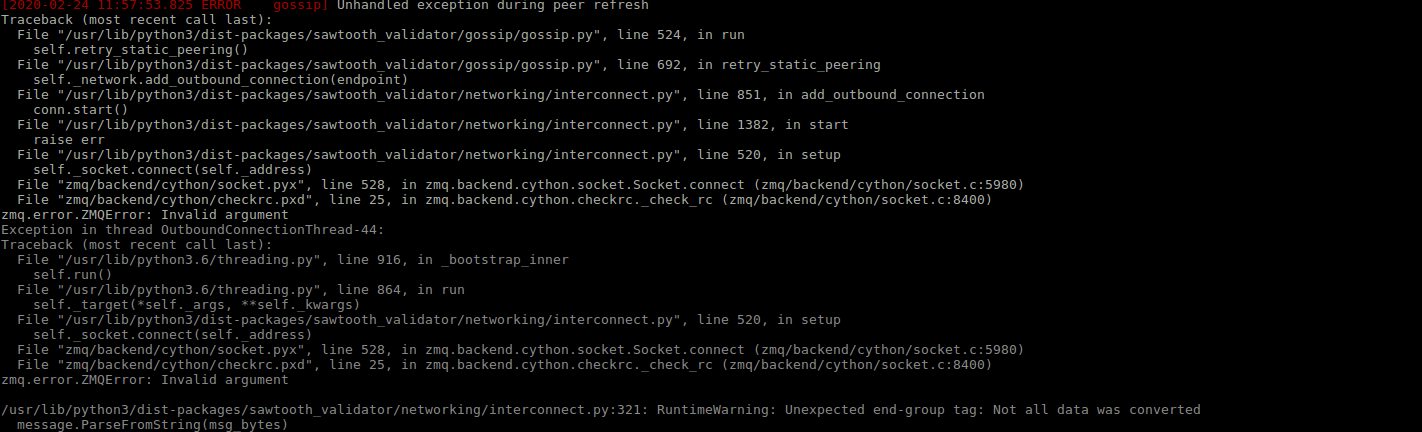 [2020-02-24 11:57:53.825 ERROR    gossip] Unhandled exception during peer refresh
Traceback (most recent call last):
  File "/usr/lib/python3/dist-packages/sawtooth_validator/gossip/gossip.py", line 524, in run
    self.retry_static_peering()
  File "/usr/lib/python3/dist-packages/sawtooth_validator/gossip/gossip.py", line 692, in retry_static_peering
    self._network.add_outbound_connection(endpoint)
  File "/usr/lib/python3/dist-packages/sawtooth_validator/networking/interconnect.py", line 851, in add_outbound_connection
    conn.start()
  File "/usr/lib/python3/dist-packages/sawtooth_validator/networking/interconnect.py", line 1382, in start
    raise err
  File "/usr/lib/python3/dist-packages/sawtooth_validator/networking/interconnect.py", line 520, in setup
    self._socket.connect(self._address)
  File "zmq/backend/cython/socket.pyx", line 528, in zmq.backend.cython.socket.Socket.connect (zmq/backend/cython/socket.c:5980)
  File "zmq/backend/cython/checkrc.pxd", line 25, in zmq.backend.cython.checkrc._check_rc (zmq/backend/cython/socket.c:8400)
zmq.error.ZMQError: Invalid argument
Exception in thread OutboundConnectionThread-44:
Traceback (most recent call last):
  File "/usr/lib/python3.6/threading.py", line 916, in _bootstrap_inner
    self.run()
  File "/usr/lib/python3.6/threading.py", line 864, in run
    self._target(*self._args, **self._kwargs)
  File "/usr/lib/python3/dist-packages/sawtooth_validator/networking/interconnect.py", line 520, in setup
    self._socket.connect(self._address)
  File "zmq/backend/cython/socket.pyx", line 528, in zmq.backend.cython.socket.Socket.connect (zmq/backend/cython/socket.c:5980)
  File "zmq/backend/cython/checkrc.pxd", line 25, in zmq.backend.cython.checkrc._check_rc (zmq/backend/cython/socket.c:8400)
zmq.error.ZMQError: Invalid argument

/usr/lib/python3/dist-packages/sawtooth_validator/networking/interconnect.py:321: RuntimeWarning: Unexpected end-group tag: Not all data was converted
  message.ParseFromString(msg_bytes)